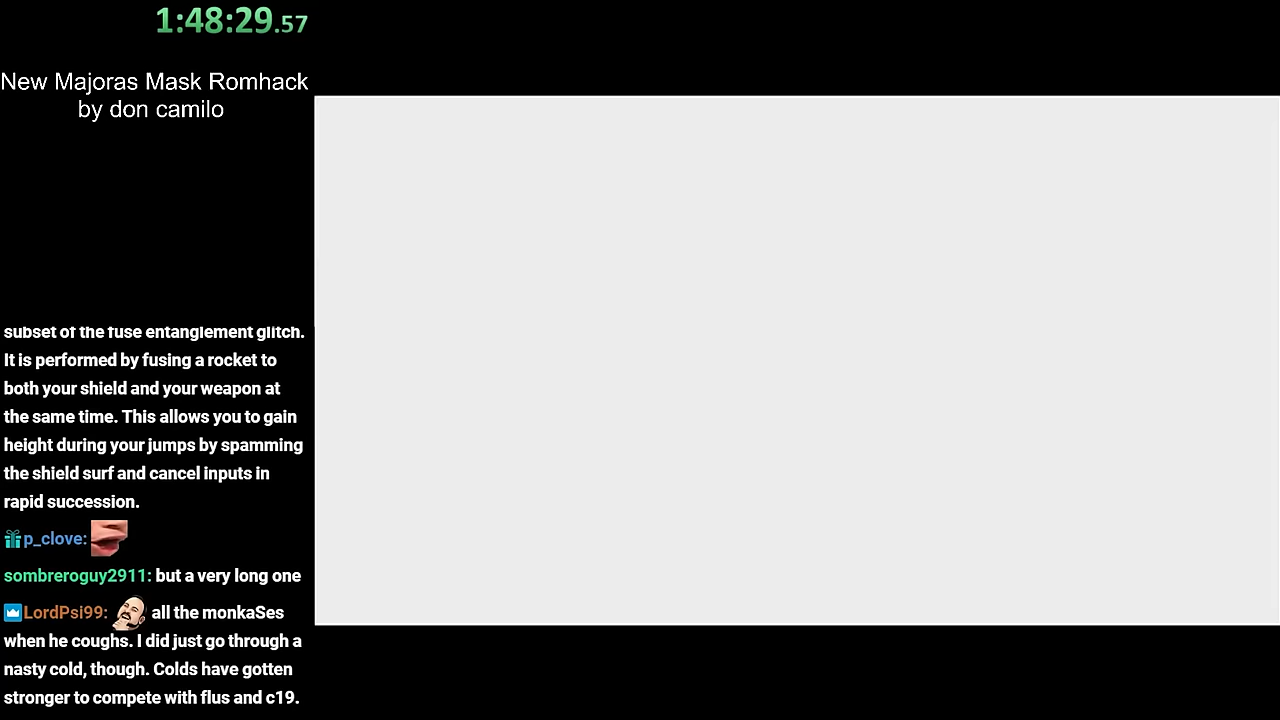 1:48:29.57
New Majoras Mask Romhack
by don camilo
subset of the fuse entanglement glitch.
It is performed by fusing a rocket to
both your shield and your weapon at
the same time. This allows you to gain
height during your jumps by spamming
the shield surf and cancel inputs in
rapid succession.
p_clove:
sombreroguy2911: but a very long one
LordPsi99: all the monkaSes
when he coughs. I did just go through a
nasty cold, though. Colds have gotten
stronger to compete with flus and c19.